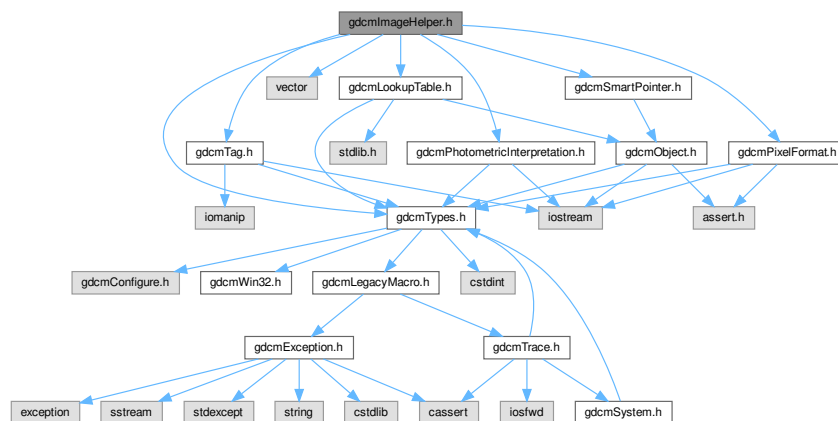 gdcmImageHelper.h
vector
gdcmLookupTable.h
gdcmSmartPointer.h
gdcmTag.h
stdlib.h
gdcmPhotometricInterpretation.h
gdcmObject.h
gdcmPixelFormat.h
iomanip
gdcmTypes.h
iostream
assert.h
gdcmConfigure.h
gdcmWin32.h
gdcmLegacyMacro.h
cstdint
gdcmException.h
gdcmTrace.h
exception
sstream
stdexcept
string
cstdlib
cassert
iosfwd
gdcmSystem.h